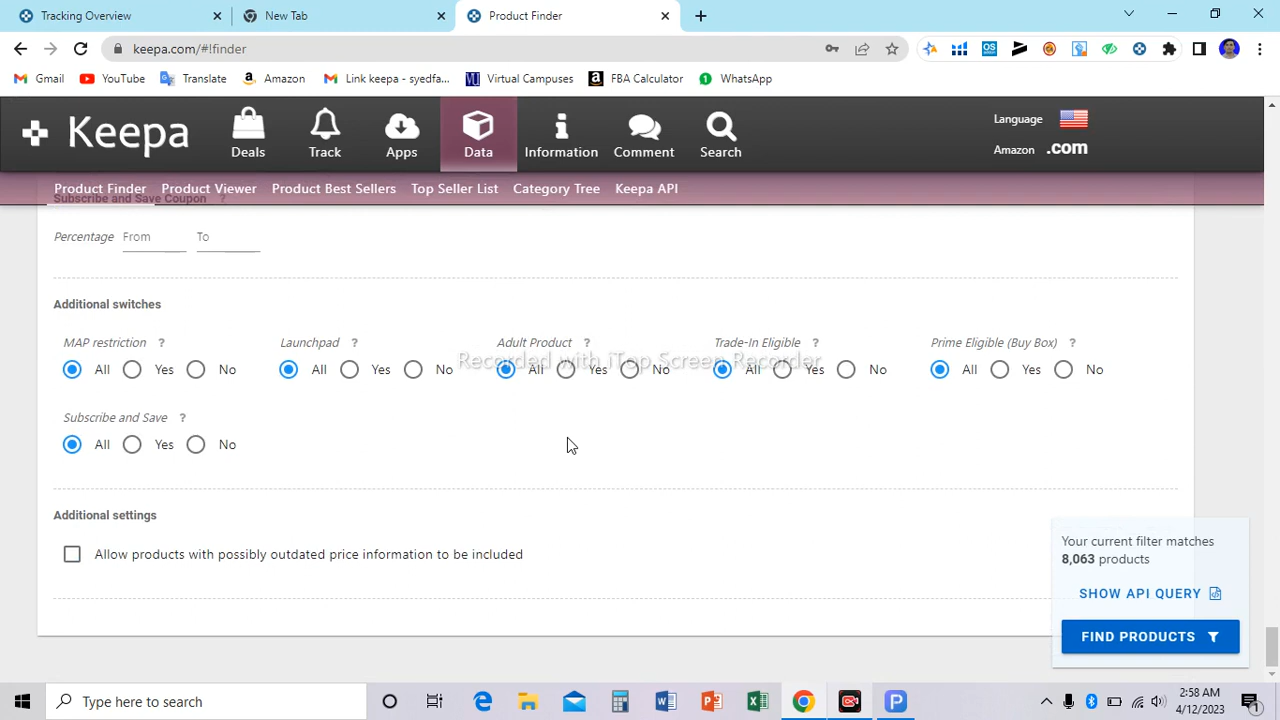 Tracking Overview
New Tab
Product Finder
keepa.com/#!finder
Gmail
YouTube
Translate
Amazon
Link keepa - syedfa...
Virtual Campuses
FBA Calculator
WhatsApp
Keepa
Deals
Track
Apps
Data
Information
Comment
Search
Language
Amazon .com
Product Finder
Product Viewer
Product Best Sellers
Top Seller List
Category Tree
Keepa API
Subscribe and Save Coupon ?
Percentage From To
Additional switches
MAP restriction ?
Launchpad ?
Adult Product ?
Trade-In Eligible ?
Prime Eligible (Buy Box) ?
All Yes No
All Yes No
All Yes No
All Yes No
All Yes No
Recorded with iTop Screen Recorder
Subscribe and Save ?
All Yes No
Additional settings
Allow products with possibly outdated price information to be included
Your current filter matches
8,063 products
SHOW API QUERY
FIND PRODUCTS
Type here to search
2:58 AM
4/12/2023